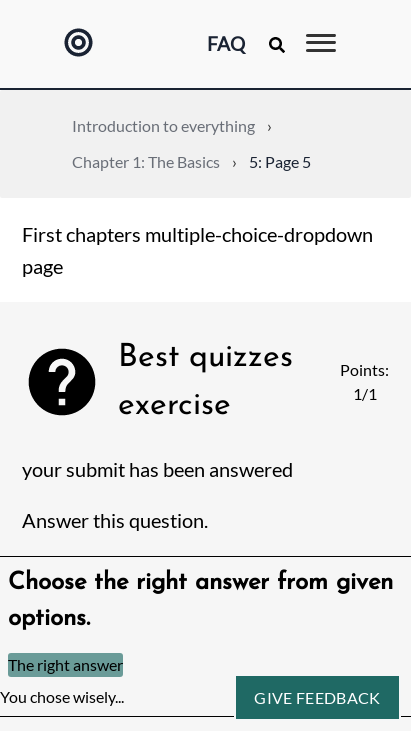 FAQ
Introduction to everything ›
Chapter 1: The Basics › 5: Page 5
First chapters multiple-choice-dropdown
page
Best quizzes
exercise
Points:
1/1
your submit has been answered
Answer this question.
Choose the right answer from given
options.
The right answer
You chose wisely...
GIVE FEEDBACK